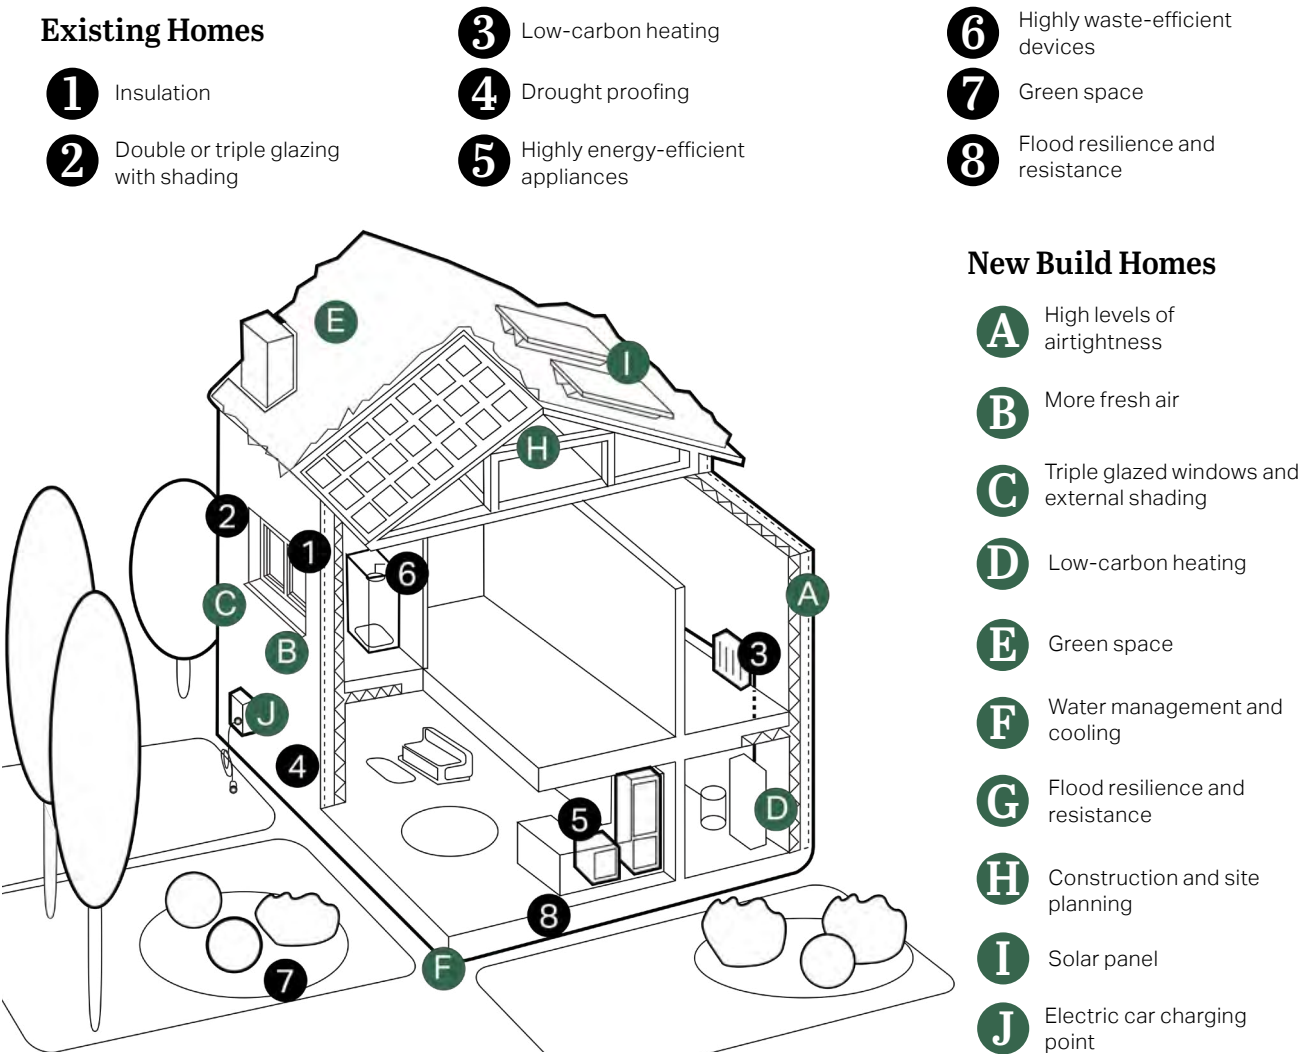 Existing Homes
1 Insulation
2 Double or triple glazing
with shading
3 Low-carbon heating
4 Drought proofing
5 Highly energy-efficient
appliances
6 Highly waste-efficient
devices
7 Green space
8 Flood resilience and
resistance
New Build Homes
A High levels of
airtightness
B More fresh air
C Triple glazed windows and
external shading
D Low-carbon heating
E Green space
F Water management and
cooling
G Flood resilience and
resistance
H Construction and site
planning
I Solar panel
J Electric car charging
point
E
I
H
2
1
6
A
C
B
3
J
4
5
D
8
F
7